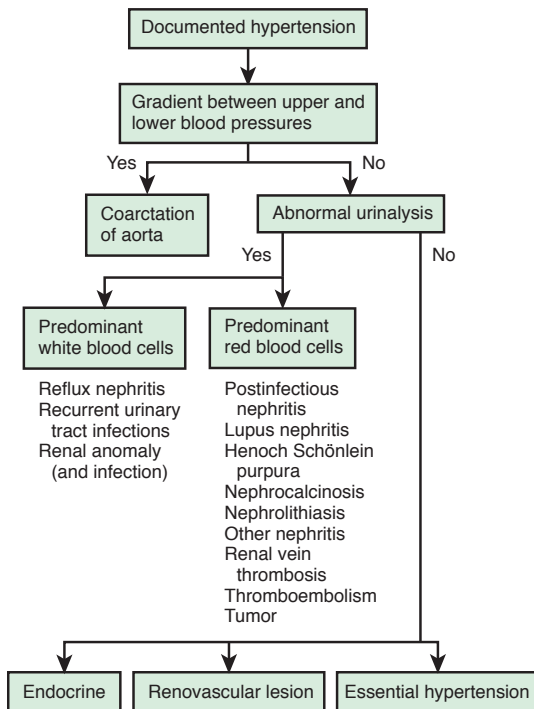 Documented hypertension
Gradient between upper and
lower blood pressures
Yes
No
Coarctation
of aorta
Abnormal urinalysis
Yes
No
Predominant
white blood cells
Reflux nephritis
Recurrent urinary
tract infections
Renal anomaly
(and infection)
Predominant
red blood cells
Postinfectious
nephritis
Lupus nephritis
Henoch Schönlein
purpura
Nephrocalcinosis
Nephrolithiasis
Other nephritis
Renal vein
thrombosis
Thromboembolism
Tumor
Endocrine
Renovascular lesion
Essential hypertension